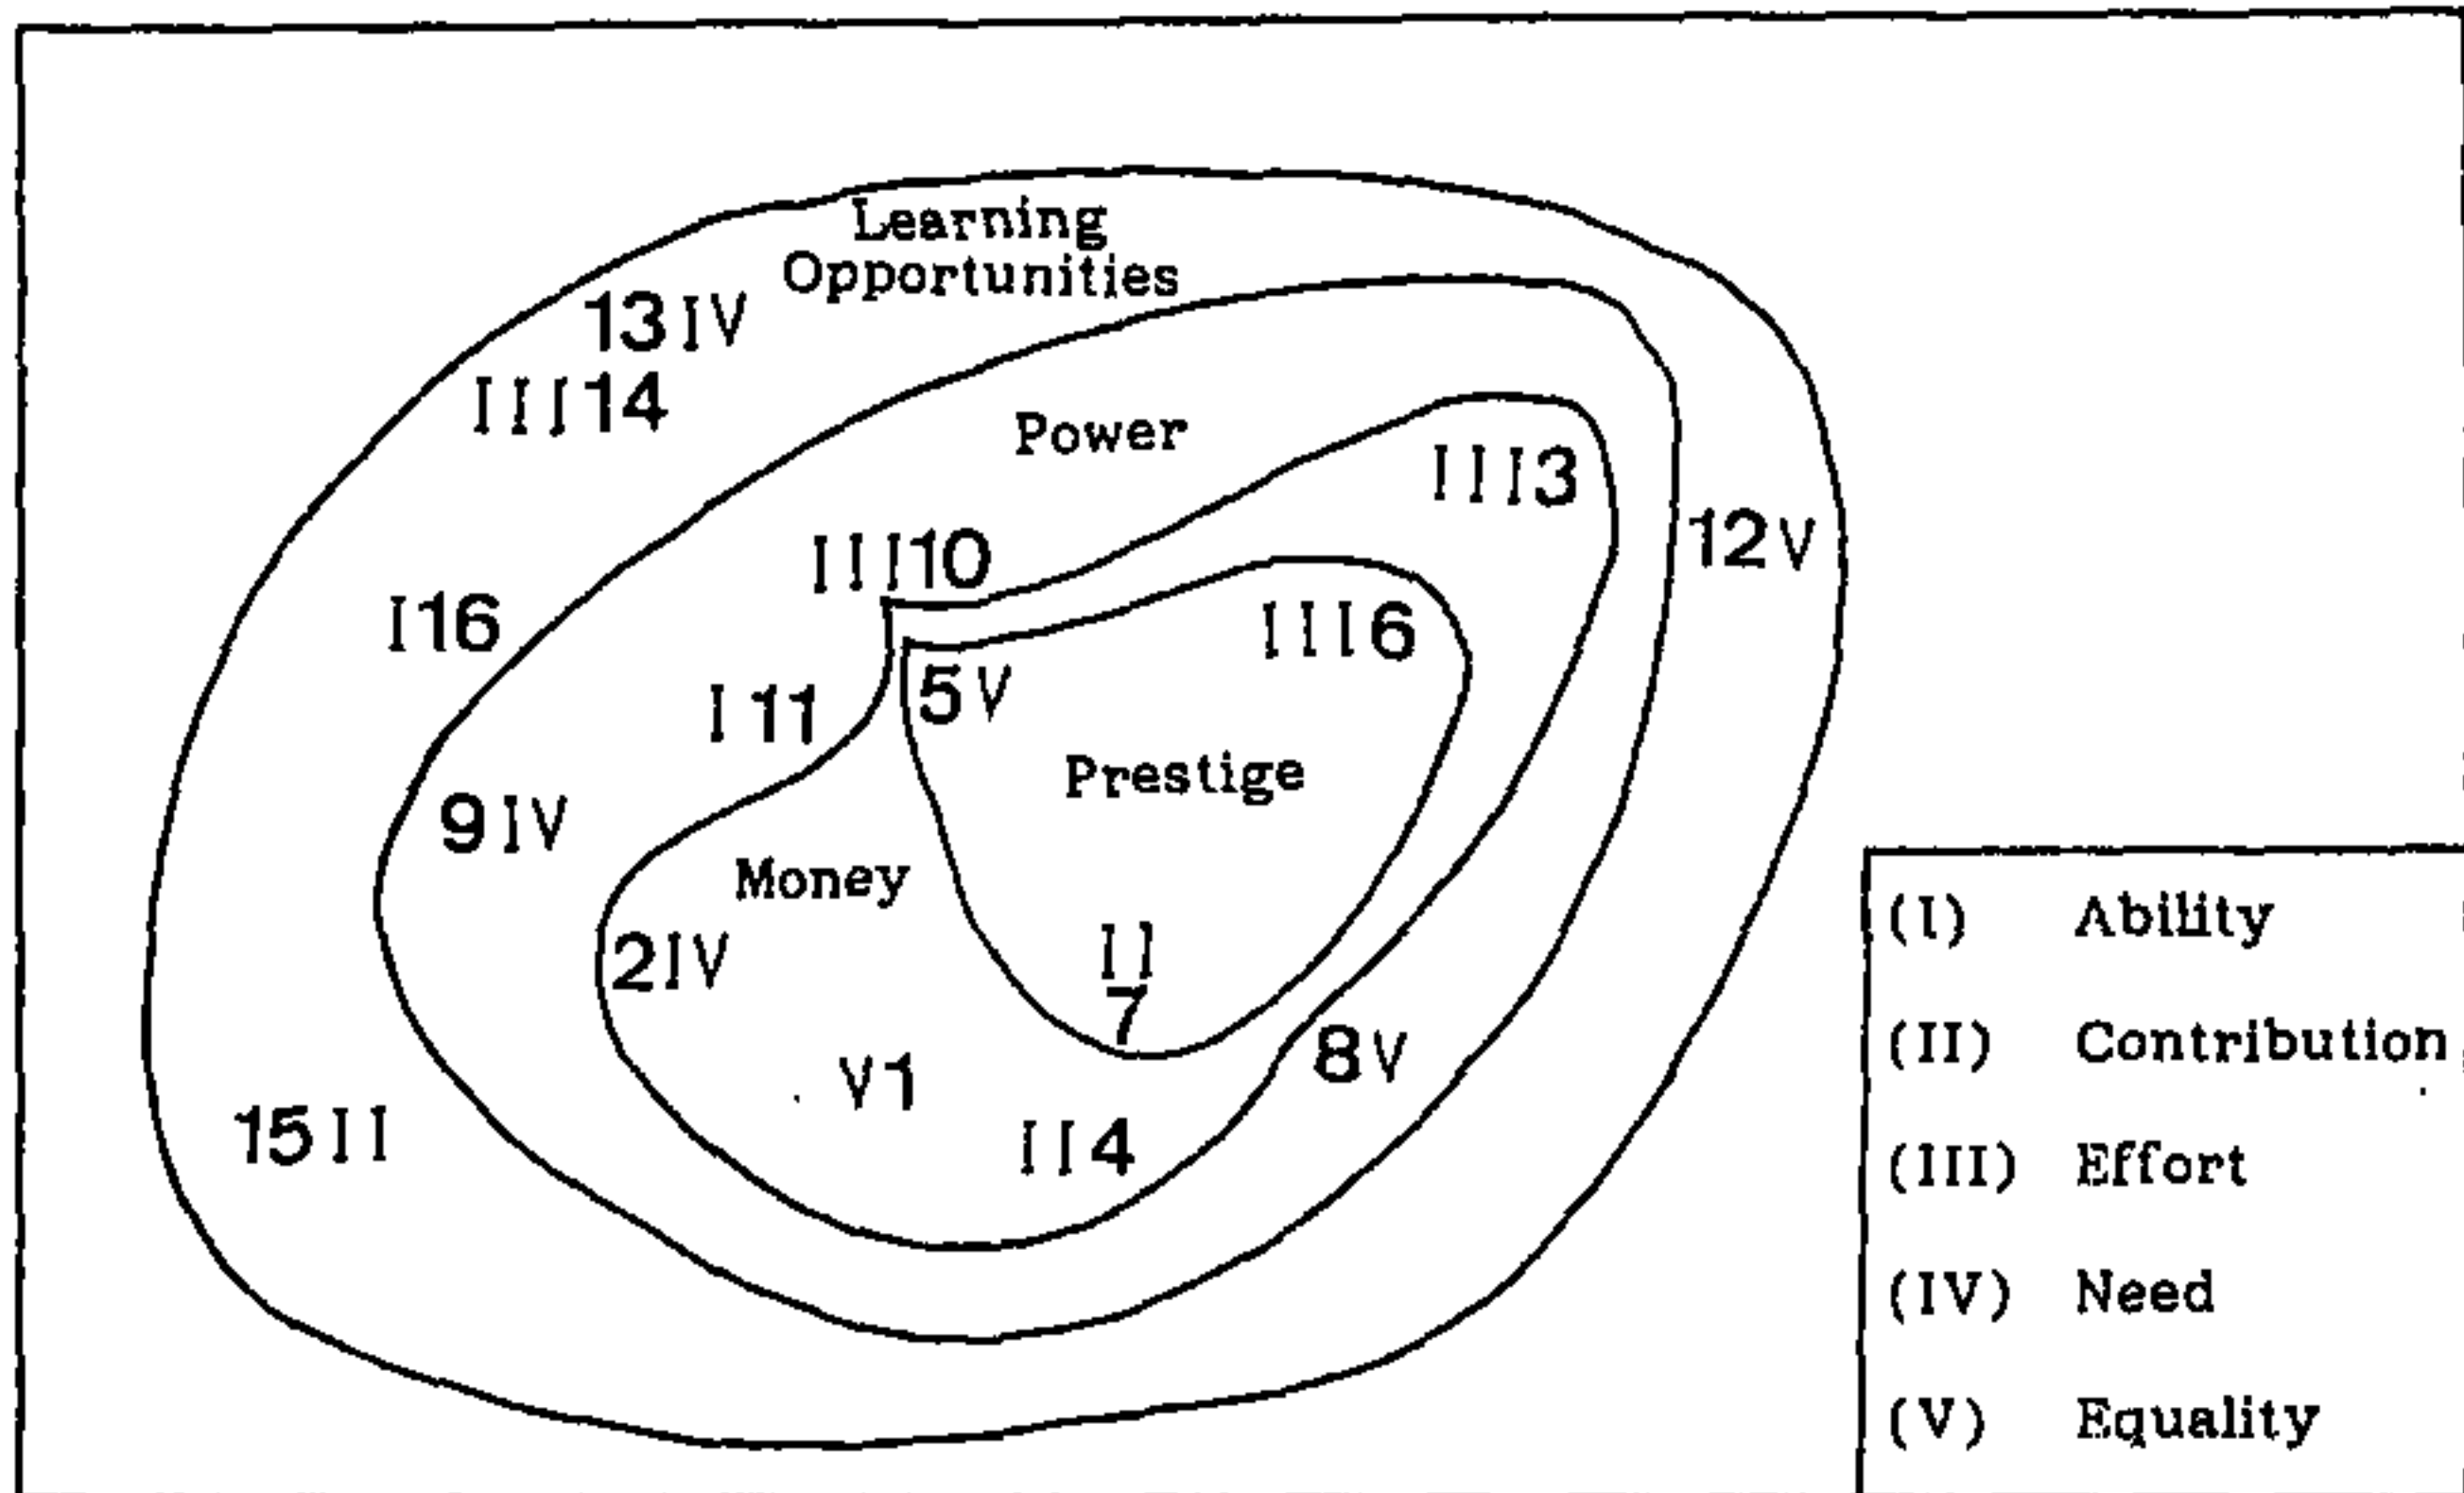 Learning
Opportunities
13 IV
III 14
Power
III 3
12 V
III 10
I 16
III 6
5 V
I 11
Prestige
9 IV
Money
II
7
2 IV
8 V
V 1
15 II
II 4
(I) Ability
(II) Contribution
(III) Effort
(IV) Need
(V) Equality